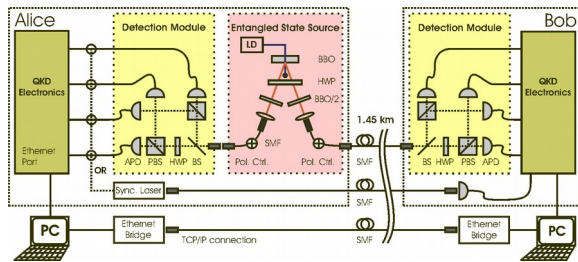 Alice
Bob
Detection Module
Entangled State Source
Detection Module
LD
BBO
HWP
BBO/2
QKD
Electronics
QKD
Electronics
1.45 km
Ethernet
Port
OR
APD PBS HWP BS
SMF
Pol. Ctrl.
Pol. Ctrl.
SMF
BS HWP PBS APD
Sync. Laser
SMF
PC
Ethernet
Bridge
TCP/IP connection
SMF
Ethernet
Bridge
PC